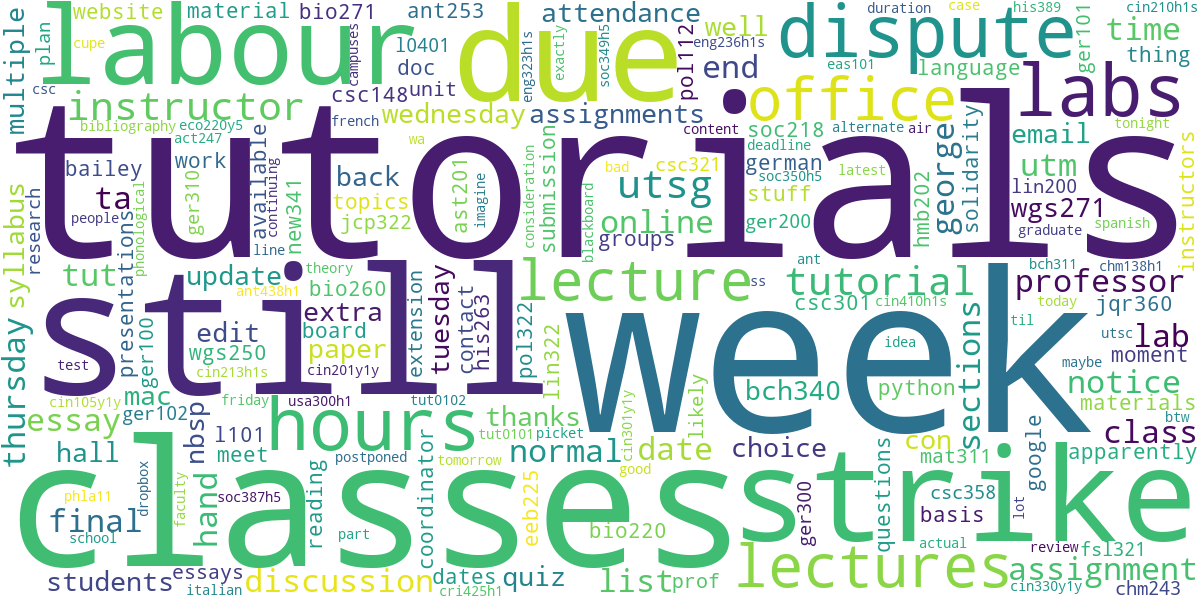 website
material
bio271
ant253
attendance
duration
case
his389
cin210h1s
multiple
plan
cupe
labour
campuses
l0401
due
soc349h5
exactly
eng323h1s
pol112
well
eng236h1s
dispute
eas101
ger101
time
thing
csc
doc
unit
csc148
end
language
instructor
wednesday
assignments
office
labs
bibliography
eco220y5
act247
french
wa
content
soc218
deadline
alternate
air
solidarity
email
tonight
tutorials
bailey
work
available
continuing
back
topics
jcp322
ast201
imagine
consideration
submission
bad
csc321
german
soc350h5
stuff
latest
george
utm
lin200
instructors
ta
people
research
phonological
ger310s
new341
line
utsg
online
groups
blackboard
ger200
hmb202
wgs271
graduate
spanish
syllabus
presentations
tut
update
theory
ant438h1
bio260
extension
tuesday
contact
lecture
ss
ant
tutorial
bch311
chm138h1
professor
today
thursday
still
week
extra
board
his263
pol322
lin322
csc301
cin410h1s
jqr360
til
utsc
ger100
edit
wgs250
paper
cin213h1s
cin201y1y
idea
python
bch340
sections
maybe
moment
lab
test
mac
cin105y1y
ger102
friday
usa300h1
tut0102
likely
notice
materials
essay
nbsp
l101
hours
thanks
tut0101
picket
cin301y1y
date
choice
con
mat311
btw
class
hall
meet
postponed
coordinator
tomorrow
normal
good
questions
google
apparently
classes
strike
phla11
dropbox
faculty
hand
soc387h5
reading
eeb225
bio220
ger300
csc358
basis
lot
final
school
part
actual
review
fsl321
students
essays
italian
discussion
dates
cri425h1
quiz
list
prof
lectures
assignment
cin330y1y
chm243